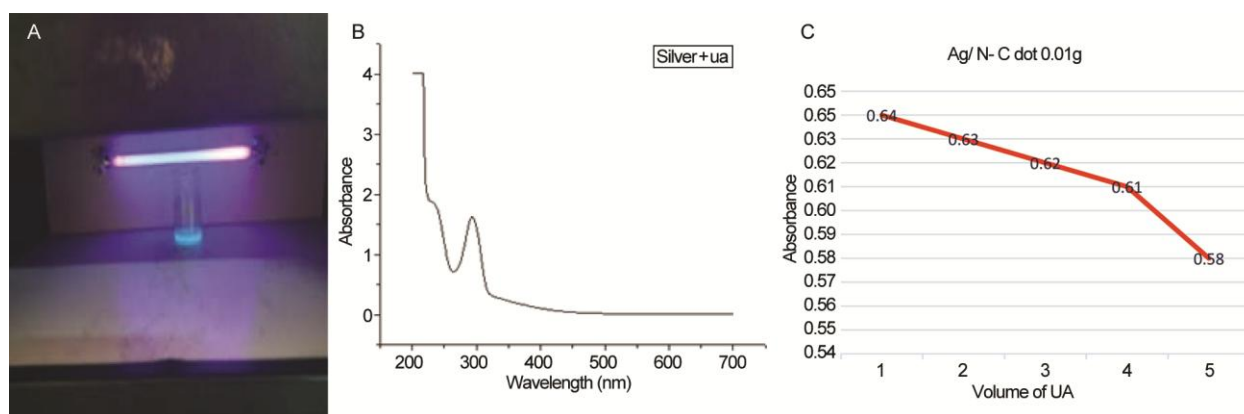 A
B
Silver+ua
4
3
2
1
0
Absorbance
200 300 400 500 600 700
Wavelength (nm)
C
Ag/ N- C dot 0.01g
0.65
0.65
0.63
0.62
0.61
0.60
0.59
0.58
0.56
0.55
0.54
Absorbance
0.64
0.63
0.62
0.61
0.58
1 2 3 4 5
Volume of UA